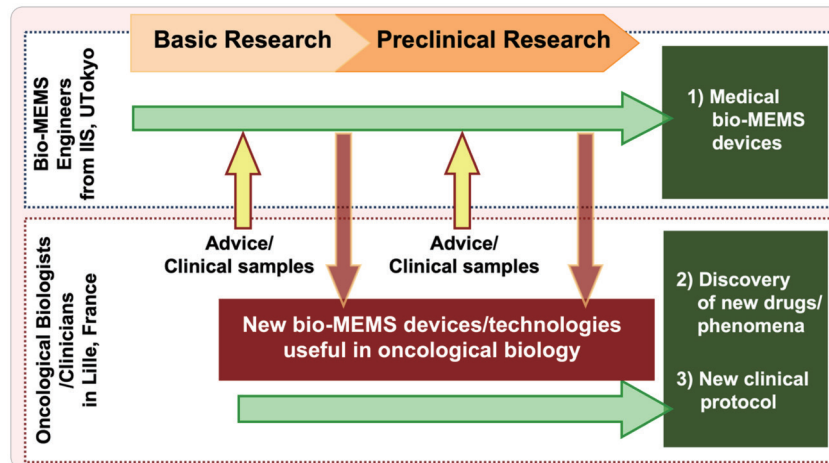 Basic Research
Preclinical Research
Bio-MEMS
Engineers
from IIS, UTokyo
1) Medical
bio-MEMS
devices
Advice/
Clinical samples
Advice/
Clinical samples
Oncological Biologists
/Clinicians
in Lille, France
New bio-MEMS devices/technologies
useful in oncological biology
2) Discovery
of new drugs/
phenomena
3) New clinical
protocol